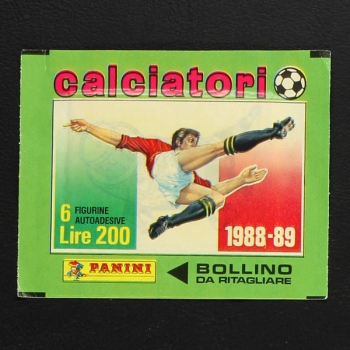 calciatori
6 FIGURINE
AUTOADESIVE
Lire 200
1988-89
PANINI
BOLLINO
DA RITAGLIARE